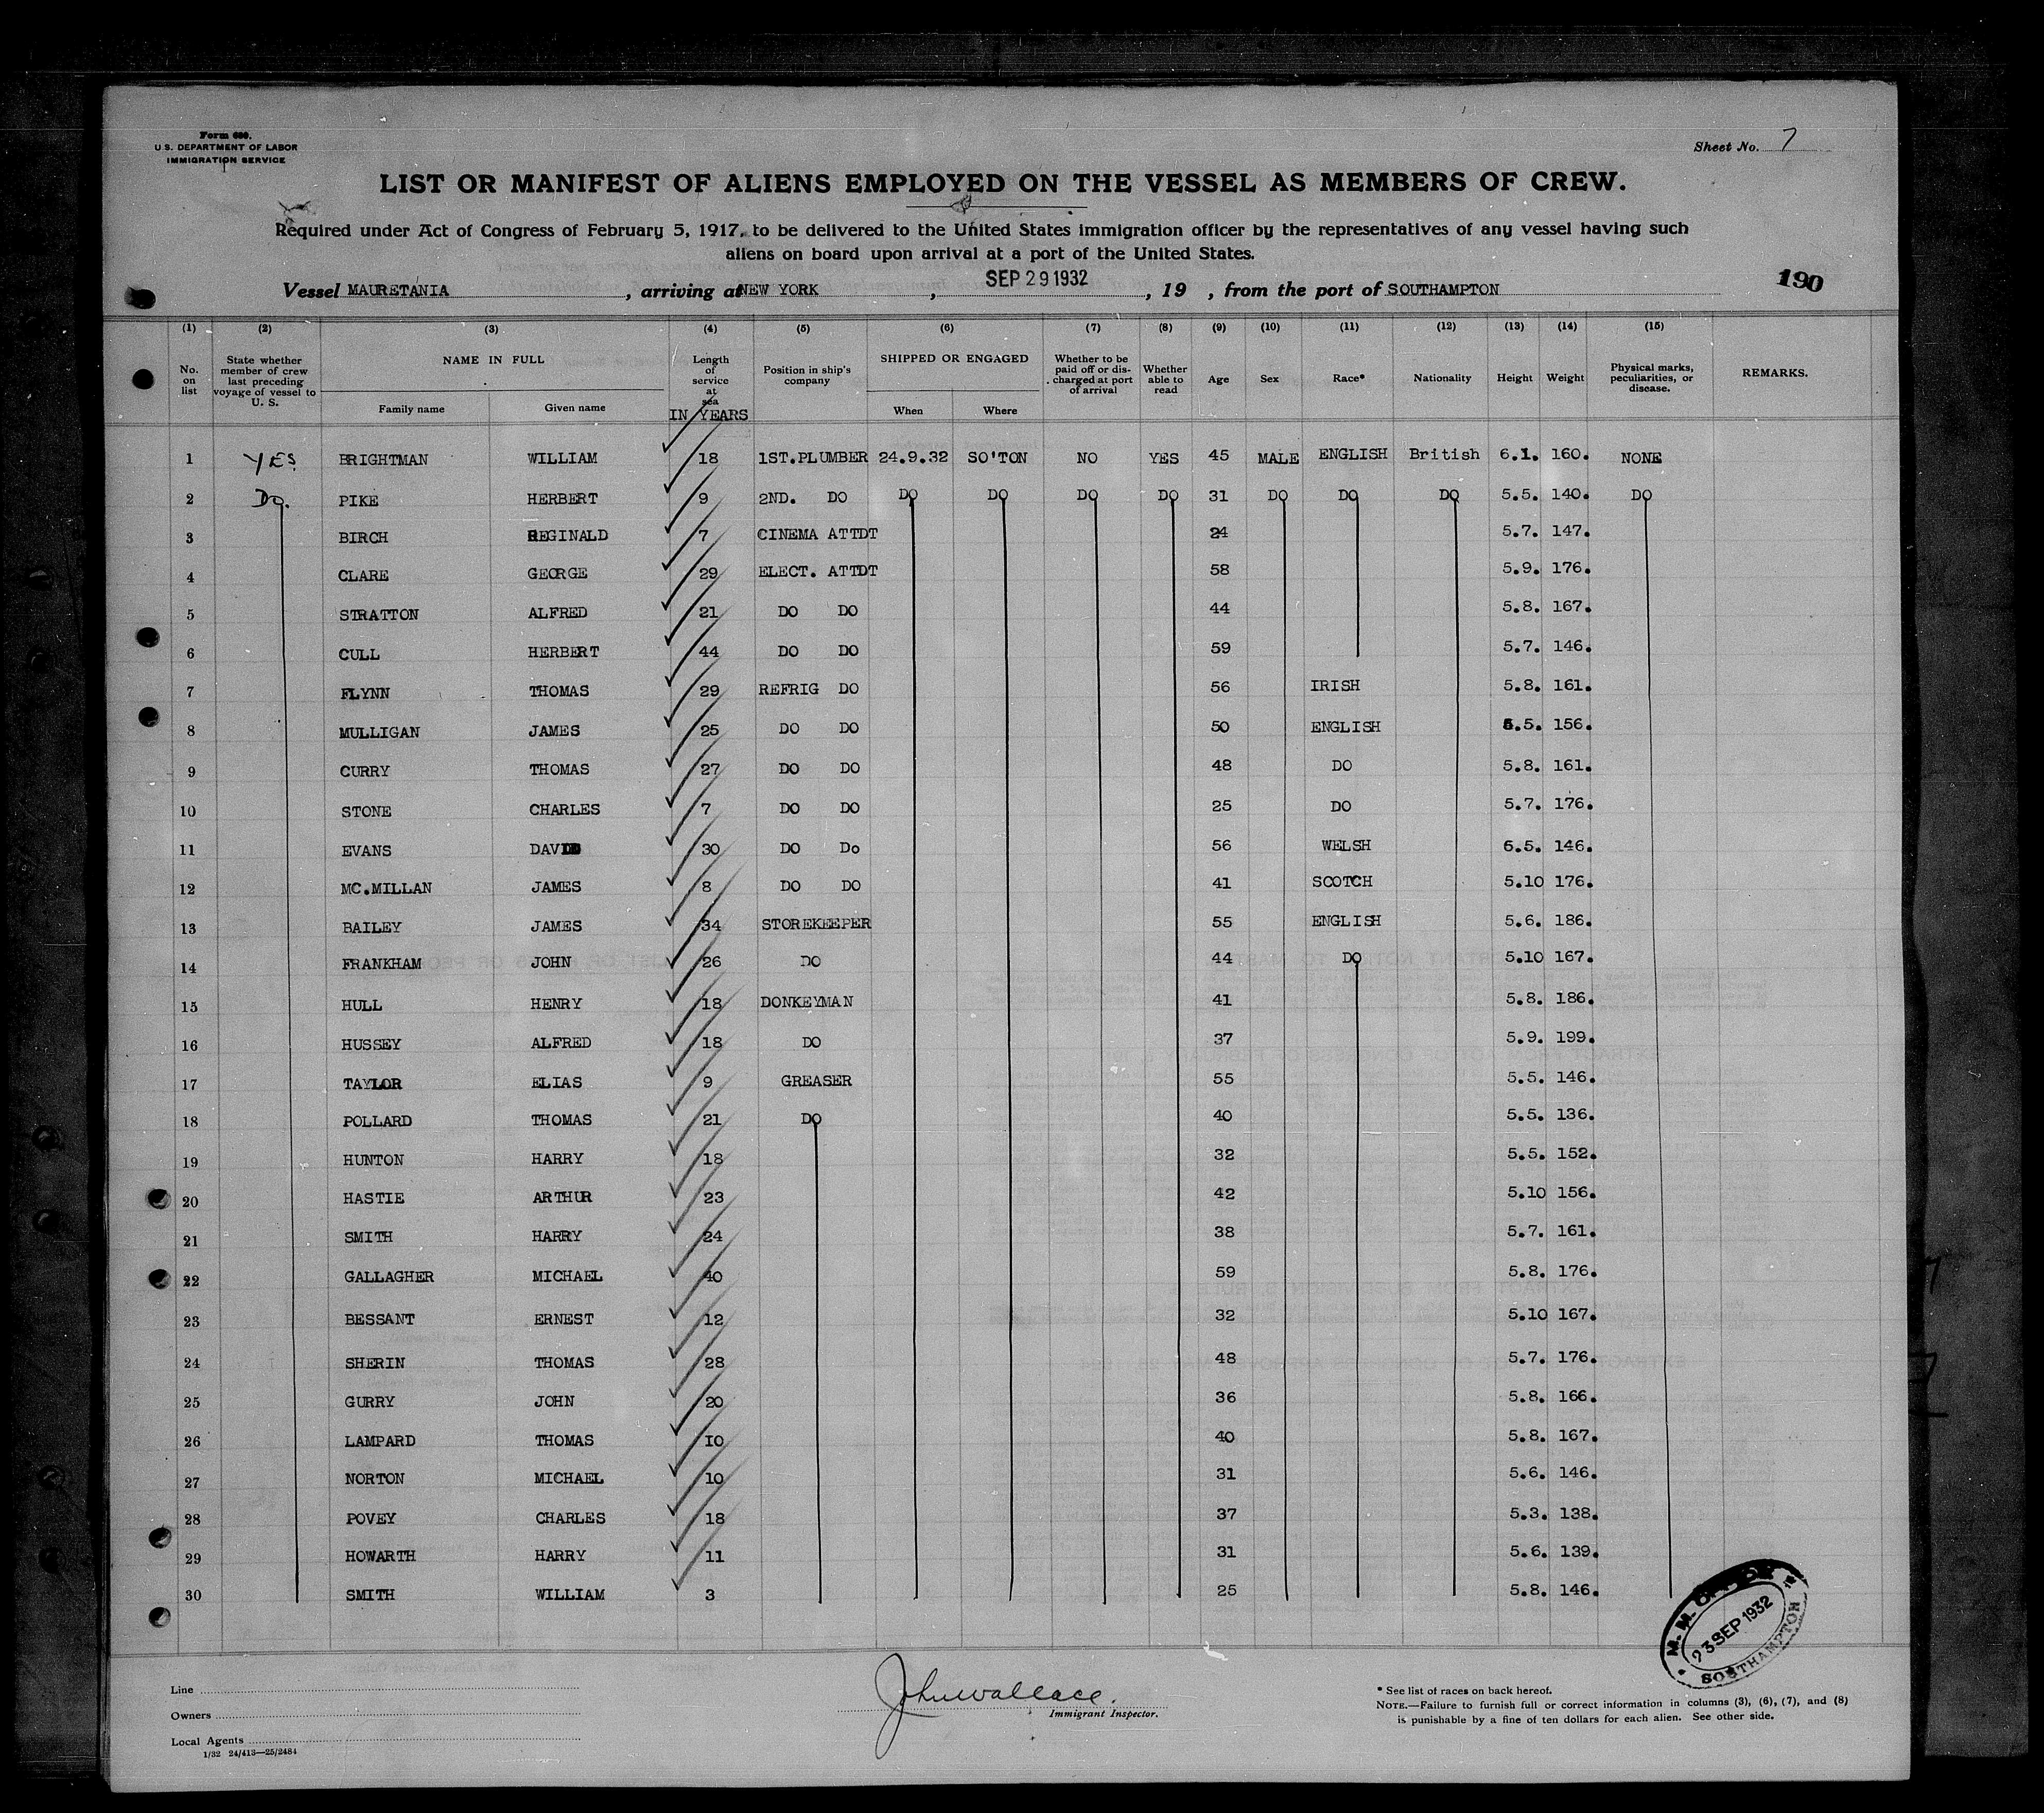 Form 680.
U.S. DEPARTMENT OF LABOR
IMMIGRATION SERVICE
Sheet No. 7
LIST OR MANIFEST OF ALIENS EMPLOYED ON THE VESSEL AS MEMBERS OF CREW.
Required under Act of Congress of February 5, 1917, to be delivered to the United States immigration officer by the representatives of any vessel having such
aliens on board upon arrival at a port of the United States.
Vessel MAURETANIA, arriving at NEW YORK, SEP 29 1932, 19 , from the port of SOUTHAMPTON
190
(1) (2) (3) (4) (5) (6) (7) (8) (9) (10) (11) (12) (13) (14) (15)
No. on list State whether member of crew last preceding voyage of vessel to U. S. NAME IN FULL Family name Given name Length of service at sea IN YEARS Position in ship's company SHIPPED OR ENGAGED When Where Whether to be paid off or discharged at port of arrival Whether able to read Age Sex Race* Nationality Height Weight Physical marks, peculiarities, or disease. REMARKS.
1 YES BRIGHTMAN WILLIAM 18 1ST.PLUMBER 24.9.32 SO'TON NO YES 45 MALE ENGLISH British 6.1. 160. NONE
2 Do. PIKE HERBERT 9 2ND. DO DO DO DO DO 31 DO DO DO 5.5. 140. DO
3 BIRCH REGINALD 7 CINEMA ATTDT 24 5.7. 147.
4 CLARE GEORGE 29 ELECT. ATTDT 58 5.9. 176.
5 STRATTON ALFRED 21 DO DO 44 5.8. 167.
6 CULL HERBERT 44 DO DO 59 5.7. 146.
7 FLYNN THOMAS 29 REFRIG DO 56 IRISH 5.8. 161.
8 MULLIGAN JAMES 25 DO DO 50 ENGLISH 5.5. 156.
9 CURRY THOMAS 27 DO DO 48 DO 5.8. 161.
10 STONE CHARLES 7 DO DO 25 DO 5.7. 176.
11 EVANS DAVID 30 DO Do 56 WELSH 6.5. 146.
12 MC.MILLAN JAMES 8 DO DO 41 SCOTCH 5.10 176.
13 BAILEY JAMES 34 STOREKEEPER 55 ENGLISH 5.6. 186.
14 FRANKHAM JOHN 26 DO 44 DO 5.10 167.
15 HULL HENRY 18 DONKEYMAN 41 5.8. 186.
16 HUSSEY ALFRED 18 DO 37 5.9. 199.
17 TAYLOR ELIAS 9 GREASER 55 5.5. 146.
18 POLLARD THOMAS 21 DO 40 5.5. 136.
19 HUNTON HARRY 18 32 5.5. 152.
20 HASTIE ARTHUR 23 42 5.10 156.
21 SMITH HARRY 24 38 5.7. 161.
22 GALLAGHER MICHAEL 40 59 5.8. 176.
23 BESSANT ERNEST 12 32 5.10 167.
24 SHERIN THOMAS 28 48 5.7. 176.
25 GURRY JOHN 20 36 5.8. 166.
26 LAMPARD THOMAS 10 40 5.8. 167.
27 NORTON MICHAEL 10 31 5.6. 146.
28 POVEY CHARLES 18 37 5.3. 138.
29 HOWARTH HARRY 11 31 5.6. 139.
30 SMITH WILLIAM 3 25 5.8. 146.
M. M. OFFICE
23 SEP 1932
SOUTHAMPTON
Line
Owners
Local Agents
1/32 24/413—25/2484
John Wallace.
Immigrant Inspector.
* See list of races on back hereof.
NOTE.—Failure to furnish full or correct information in columns (3), (6), (7), and (8)
is punishable by a fine of ten dollars for each alien. See other side.